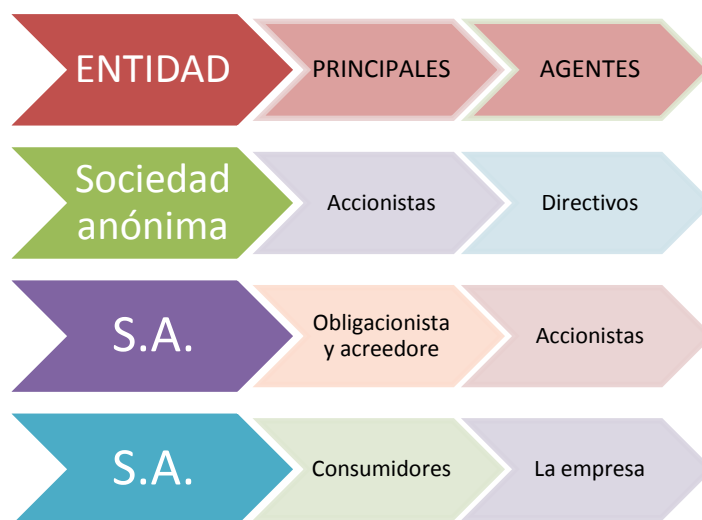 ENTIDAD
PRINCIPALES
AGENTES
Sociedad
anónima
Accionistas
Directivos
S.A.
Obligacionista
y acreedore
Accionistas
S.A.
Consumidores
La empresa